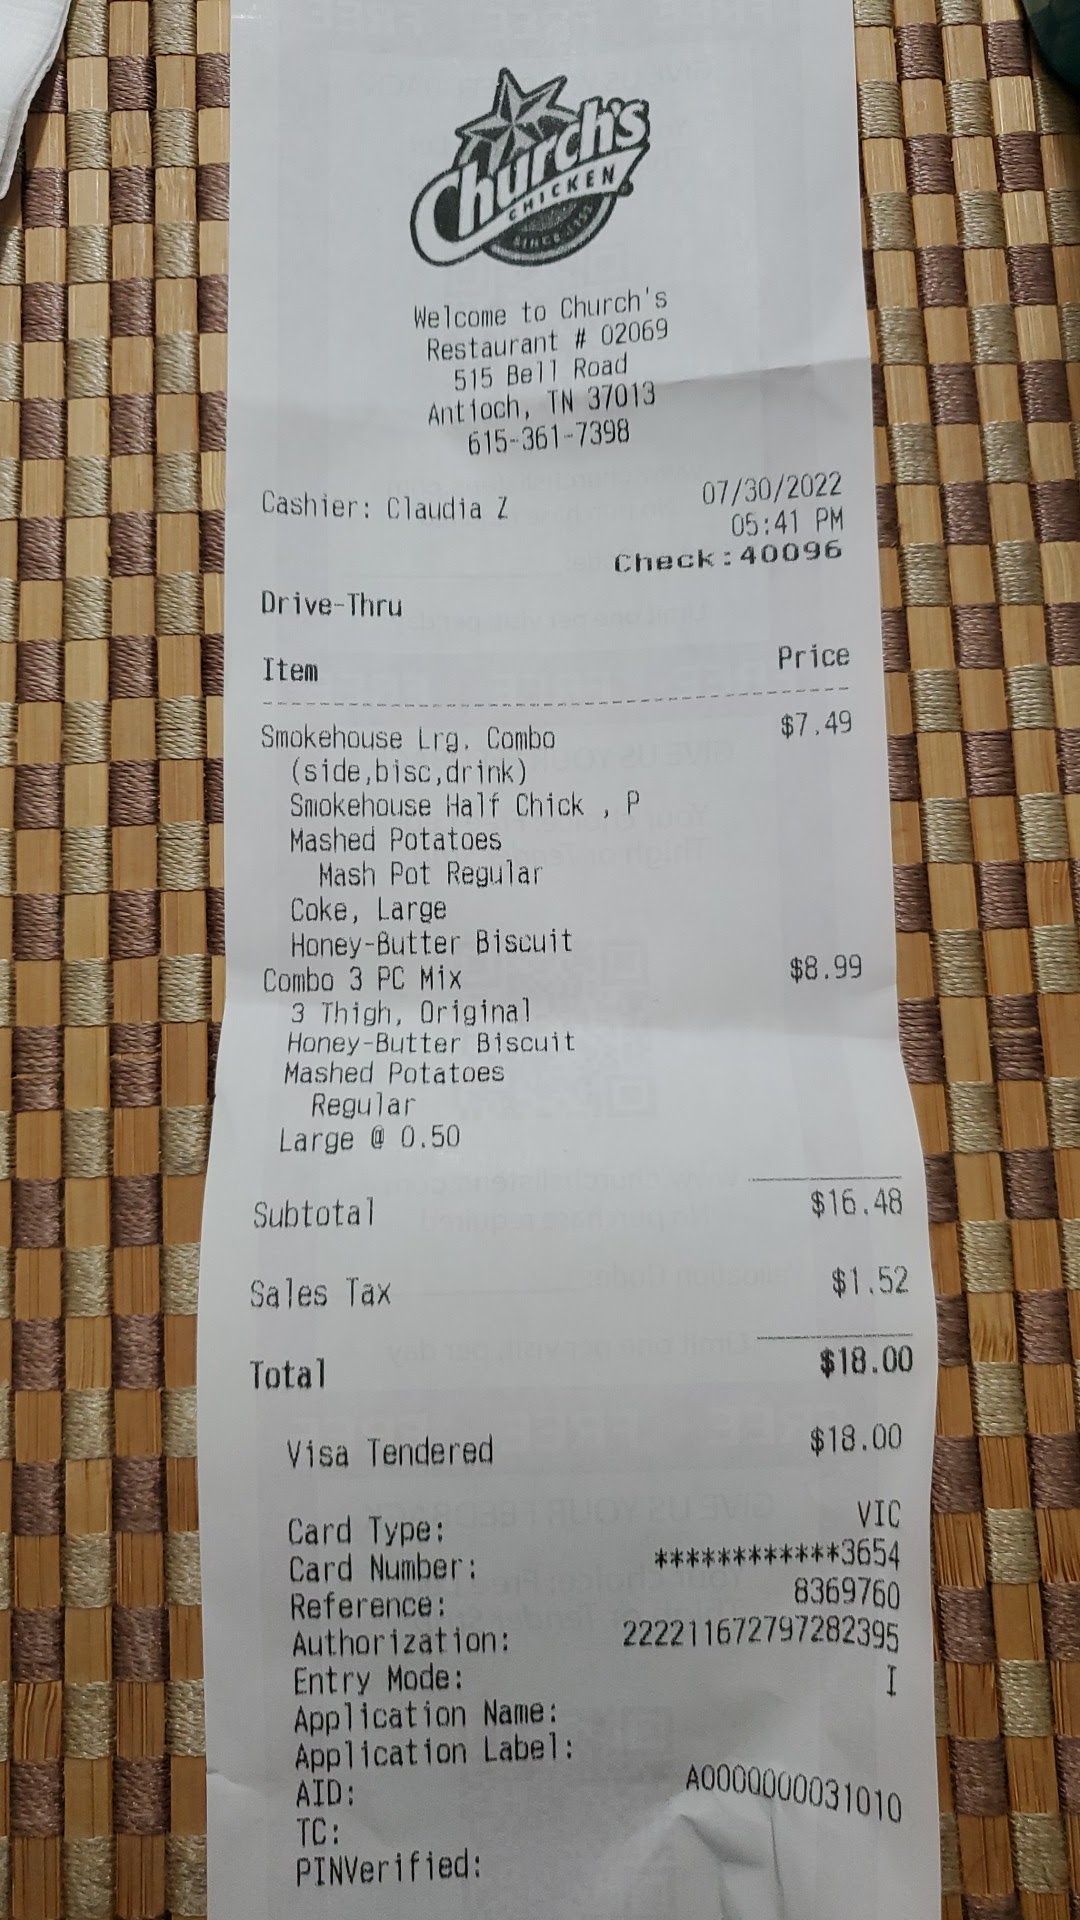 Church's
CHICKEN
Welcome to Church's
Restaurant # 02069
515 Bell Road
Antioch, TN 37013
615-361-7398
Cashier: Claudia Z 07/30/2022
05:41 PM
Check:40096
Drive-Thru
Item Price
Smokehouse Lrg. Combo $7.49
(side,bisc,drink)
Smokehouse Half Chick , P
Mashed Potatoes
Mash Pot Regular
Coke, Large
Honey-Butter Biscuit
Combo 3 PC Mix $8.99
3 Thigh, Original
Honey-Butter Biscuit
Mashed Potatoes
Regular
Large @ 0.50
Subtotal $16.48
Sales Tax $1.52
Total $18.00
Visa Tendered $18.00
Card Type: VIC
Card Number: ************3654
Reference: 8369760
Authorization: 222211672797282395
Entry Mode: I
Application Name:
Application Label:
AID: A0000000031010
TC:
PINVerified: